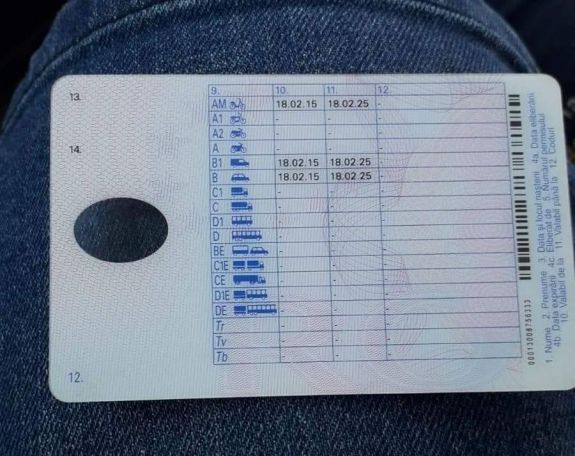 13.
14.
12.
9. 10. 11. 12.
AM 18.02.15 18.02.25 -
A1 - - -
A2 - - -
A - - -
B1 18.02.15 18.02.25 -
B 18.02.15 18.02.25 -
C1 - - -
C - - -
D1 - - -
D - - -
BE - - -
C1E - - -
CE - - -
D1E - - -
DE - - -
Tr - - -
Tv - - -
Tb - - -
00013008756333
1. Nume 2. Prenume 3. Data și locul nașterii 4a. Data eliberării
4b. Data expirării 4c. Eliberat de 5. Numărul permisului
10. Valabil de la 11. Valabil până la 12. Coduri